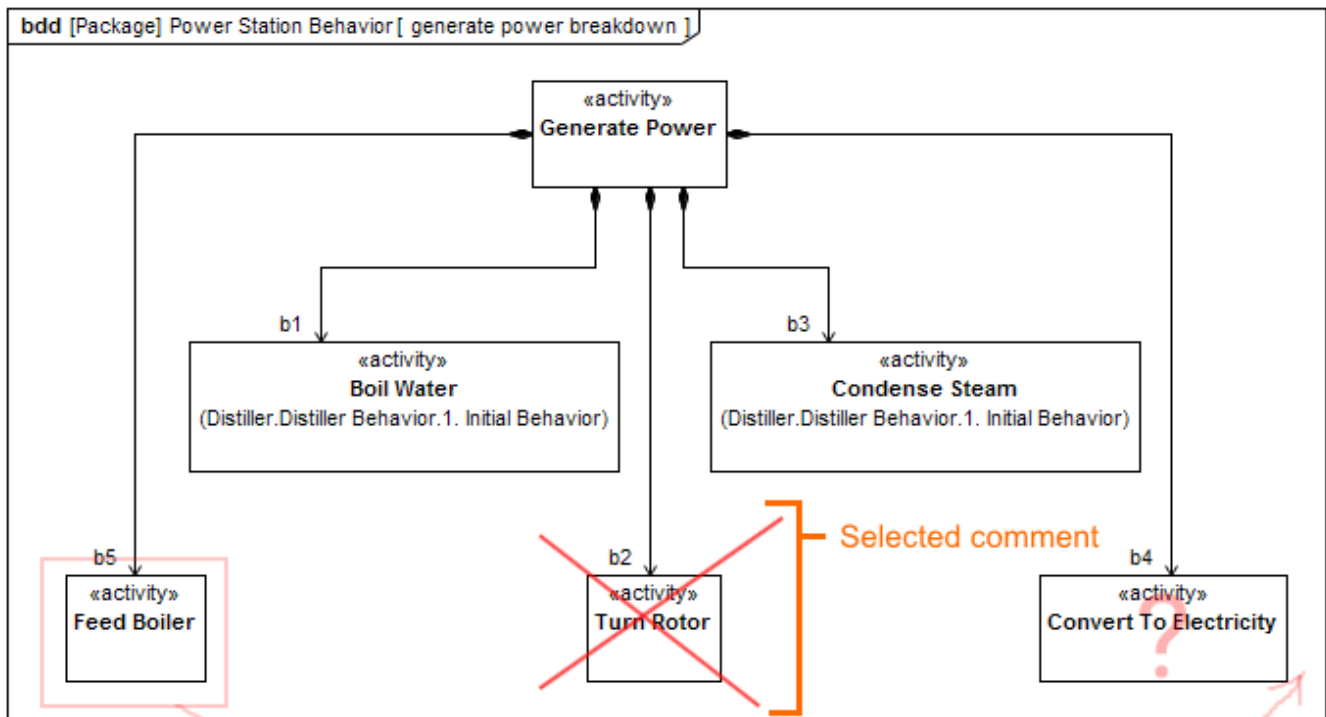 bdd [Package] Power Station Behavior [ generate power breakdown ]
«activity»
Generate Power
b1
b3
«activity»
Boil Water
(Distiller.Distiller Behavior.1. Initial Behavior)
«activity»
Condense Steam
(Distiller.Distiller Behavior.1. Initial Behavior)
Selected comment
b5
b2
b4
«activity»
Feed Boiler
«activity»
Turn Rotor
«activity»
Convert To Electricity
?